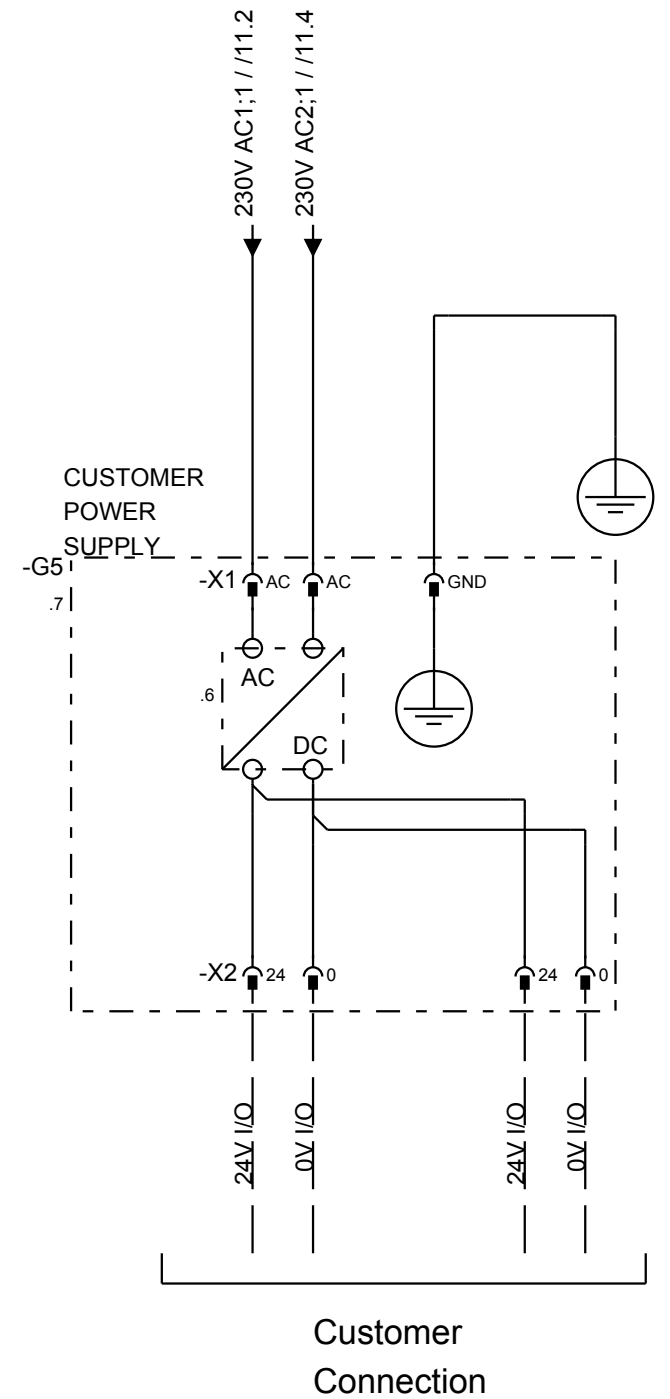 230V AC1;1 / /11.2
230V AC2;1 / /11.4
CUSTOMER
POWER
SUPPLY
-G5
.7
-X1 AC AC GND
AC
.6
DC
-X2 24 0 24 0
24V I/O
0V I/O
24V I/O
0V I/O
Customer
Connection